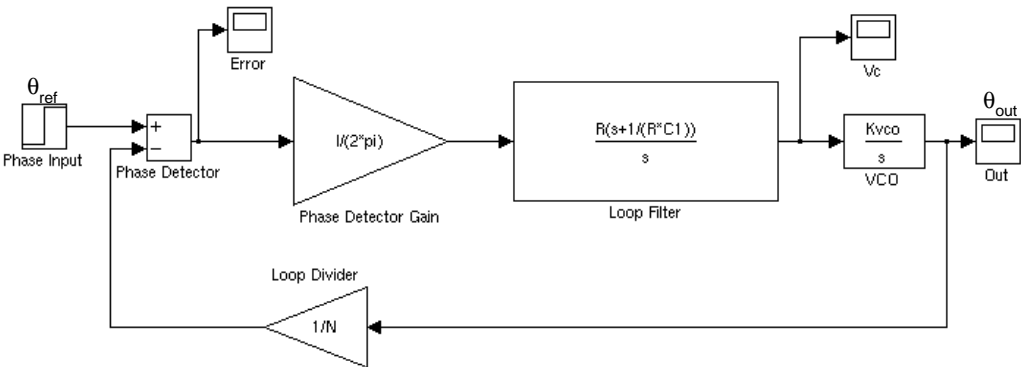 Error
Vc
θref
Phase Input
+
−
Phase Detector
I/(2*pi)
Phase Detector Gain
R(s+1/(R*C1))
s
Loop Filter
Kvco
s
VCO
θout
Out
Loop Divider
1/N